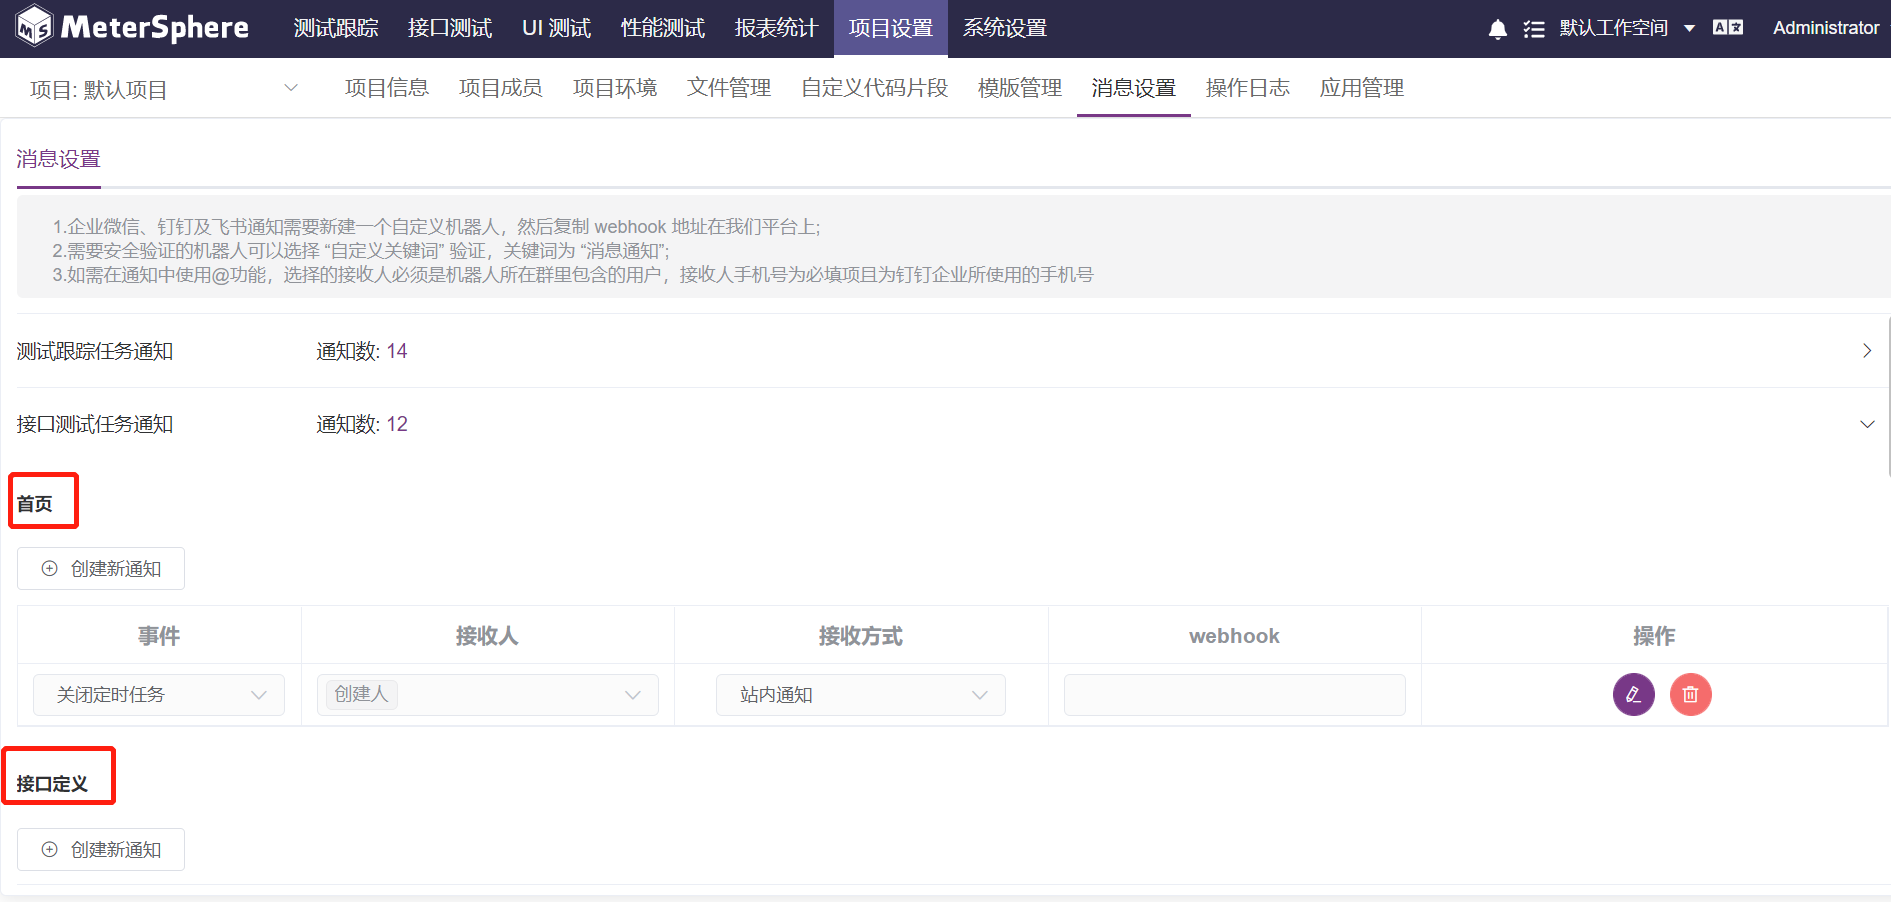 MeterSphere 测试跟踪 接口测试 UI 测试 性能测试 报表统计 项目设置 系统设置 默认工作空间 Administrator
项目: 默认项目 项目信息 项目成员 项目环境 文件管理 自定义代码片段 模版管理 消息设置 操作日志 应用管理
消息设置
1.企业微信、钉钉及飞书通知需要新建一个自定义机器人，然后复制 webhook 地址在我们平台上;
2.需要安全验证的机器人可以选择 “自定义关键词” 验证，关键词为 “消息通知”;
3.如需在通知中使用@功能，选择的接收人必须是机器人所在群里包含的用户，接收人手机号为必填项目为钉钉企业所使用的手机号
测试跟踪任务通知 通知数: 14
接口测试任务通知 通知数: 12
首页
创建新通知
事件 接收人 接收方式 webhook 操作
关闭定时任务 创建人 站内通知
接口定义
创建新通知